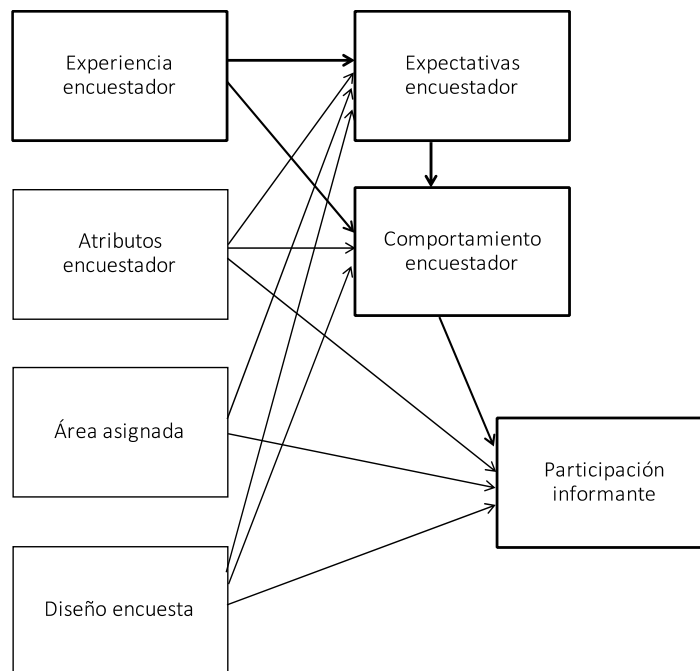 Experiencia
encuestador
Expectativas
encuestador
Atributos
encuestador
Comportamiento
encuestador
Área asignada
Participación
informante
Diseño encuesta